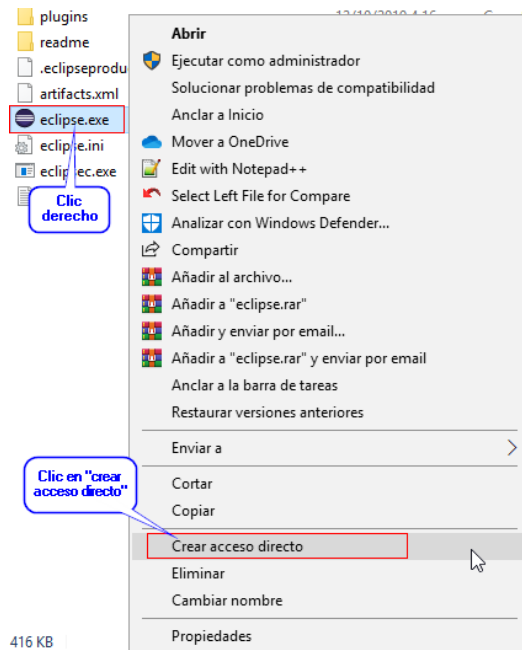 plugins
readme
.eclipseprodu
artifacts.xml
eclipse.exe
eclipse.ini
eclipsec.exe
Clic
derecho
Abrir
Ejecutar como administrador
Solucionar problemas de compatibilidad
Anclar a Inicio
Mover a OneDrive
Edit with Notepad++
Select Left File for Compare
Analizar con Windows Defender...
Compartir
Añadir al archivo...
Añadir a "eclipse.rar"
Añadir y enviar por email...
Añadir a "eclipse.rar" y enviar por email
Anclar a la barra de tareas
Restaurar versiones anteriores
Enviar a
Cortar
Copiar
Clic en "crear
acceso directo"
Crear acceso directo
Eliminar
Cambiar nombre
Propiedades
416 KB